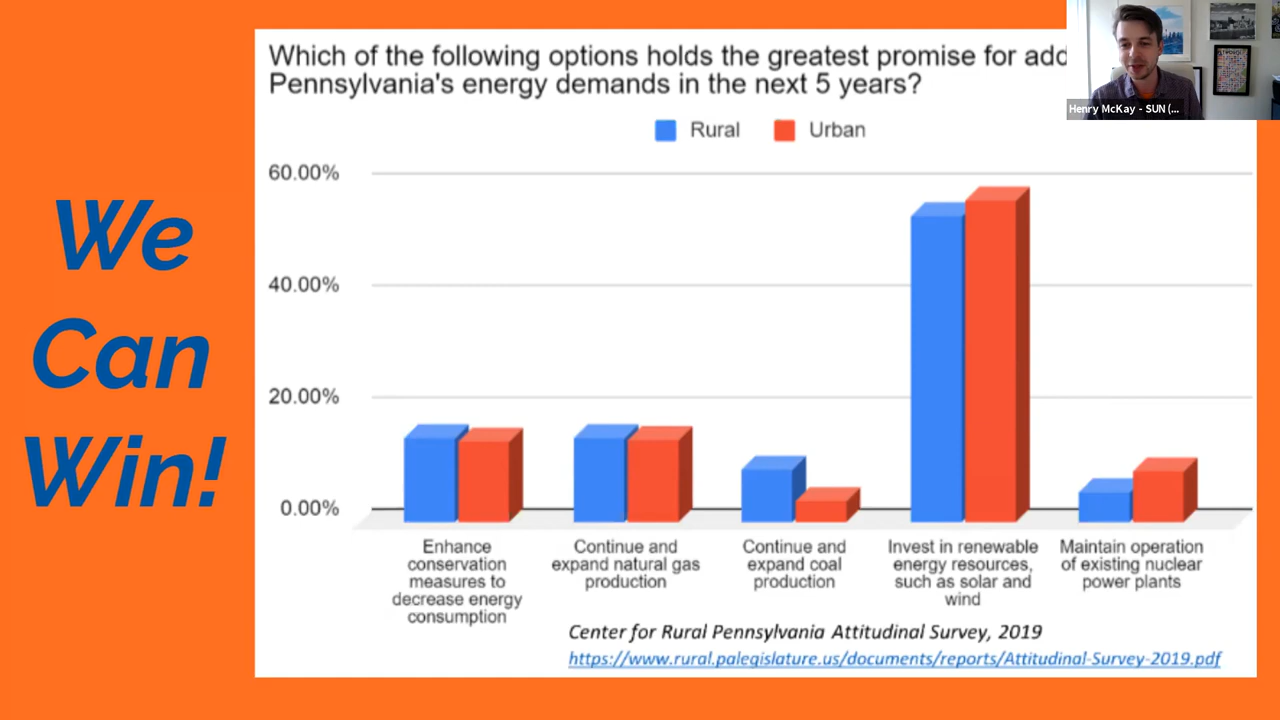 We
Can
Win!
Which of the following options holds the greatest promise for add
Pennsylvania's energy demands in the next 5 years?
Rural Urban
60.00%
40.00%
20.00%
0.00%
Enhance
conservation
measures to
decrease energy
consumption
Continue and
expand natural gas
production
Continue and
expand coal
production
Invest in renewable
energy resources,
such as solar and
wind
Maintain operation
of existing nuclear
power plants
Center for Rural Pennsylvania Attitudinal Survey, 2019
https://www.rural.palegislature.us/documents/reports/Attitudinal-Survey-2019.pdf
Henry McKay - SUN (...